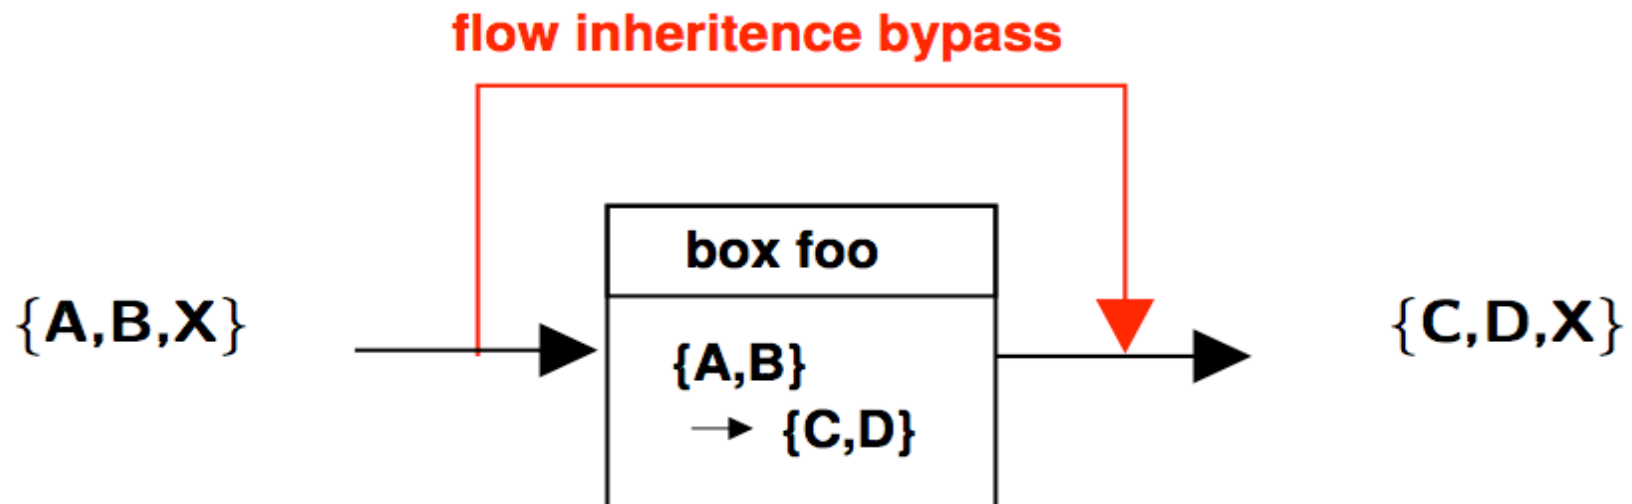 flow inheritence bypass
box foo
{A,B,X}
{A,B}
→ {C,D}
{C,D,X}